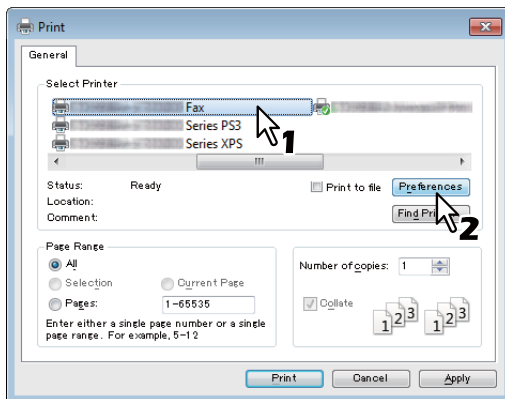 Print
General
Select Printer
Fax
Series PS3
Series XPS
1
Status: Ready
Print to file
Preferences
Location:
Comment:
2
Page Range
All
Selection
Current Page
Pages: 1-65535
Enter either a single page number or a single
page range. For example, 5-12
Number of copies: 1
Collate
1 2 3 1 2 3
Print Cancel Apply